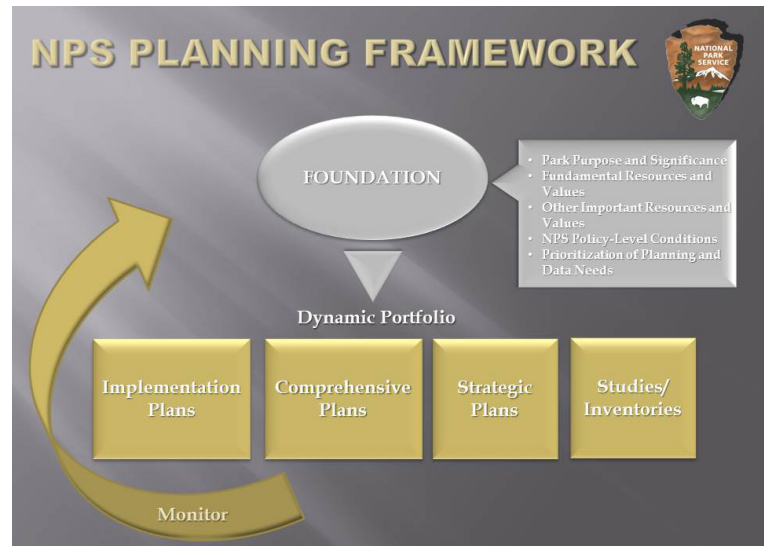 NPS PLANNING FRAMEWORK
NATIONAL
PARK
SERVICE
FOUNDATION
• Park Purpose and Significance
• Fundamental Resources and
Values
• Other Important Resources and
Values
• NPS Policy-Level Conditions
• Prioritization of Planning and
Data Needs
Dynamic Portfolio
Implementation
Plans
Comprehensive
Plans
Strategic
Plans
Studies/
Inventories
Monitor